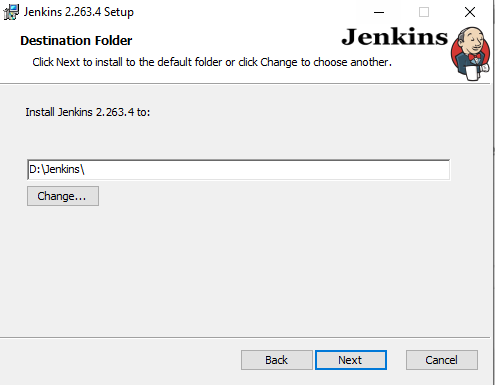 Jenkins 2.263.4 Setup
Destination Folder
Jenkins
Click Next to install to the default folder or click Change to choose another.
Install Jenkins 2.263.4 to:
D:\Jenkins\
Change...
Back Next Cancel